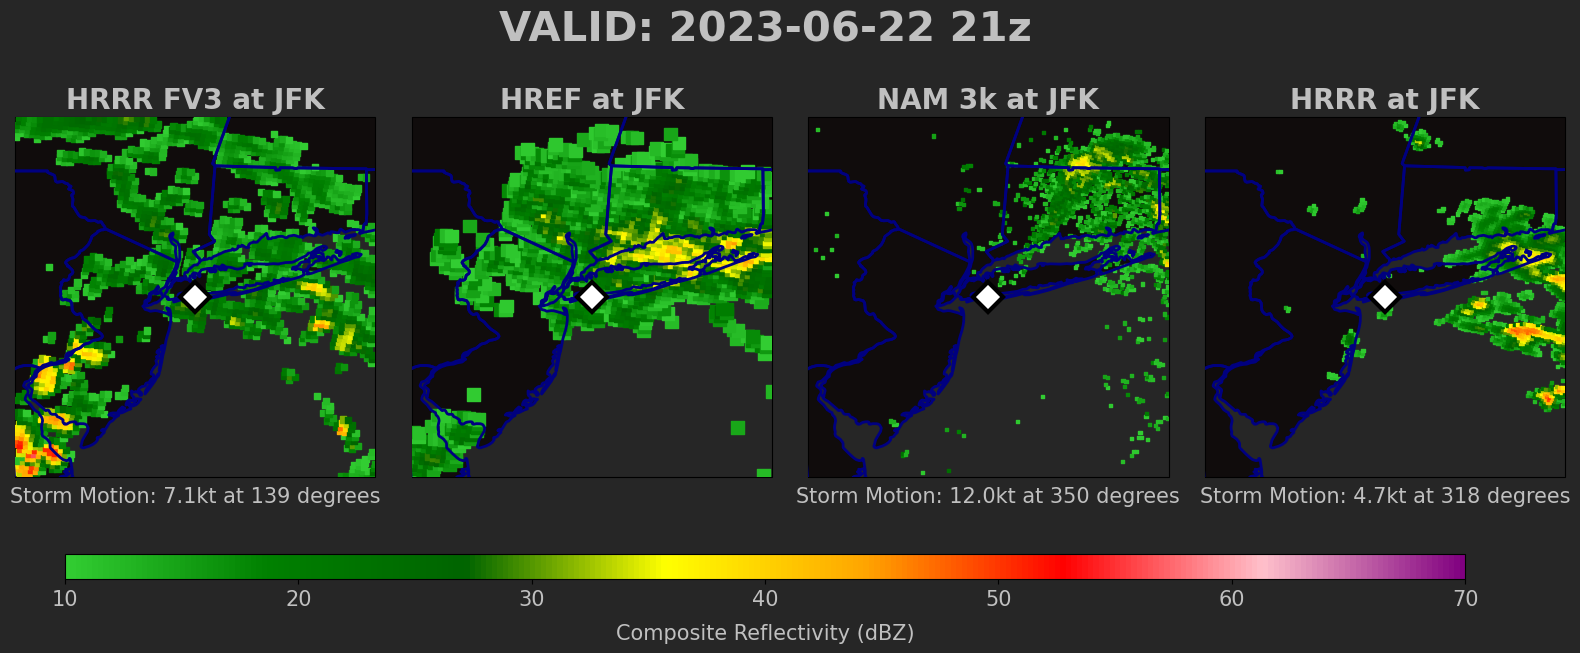 VALID: 2023-06-22 21z
HRRR FV3 at JFK
HREF at JFK
NAM 3k at JFK
HRRR at JFK
Storm Motion: 7.1kt at 139 degrees
Storm Motion: 12.0kt at 350 degrees
Storm Motion: 4.7kt at 318 degrees
10 20 30 40 50 60 70
Composite Reflectivity (dBZ)